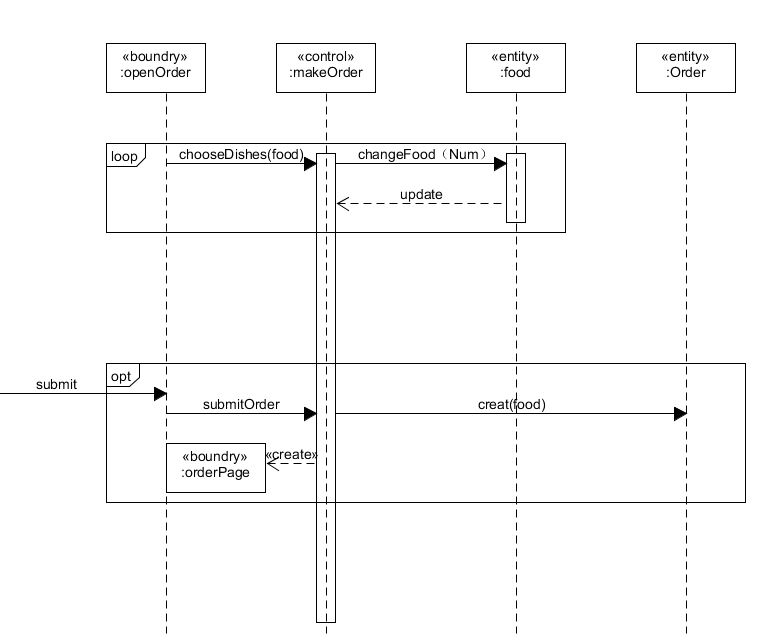 «boundry»
:openOrder
«control»
:makeOrder
«entity»
:food
«entity»
:Order
loop
chooseDishes(food)
changeFood（Num）
update
opt
submit
submitOrder
creat(food)
«boundry»
:orderPage
«create»